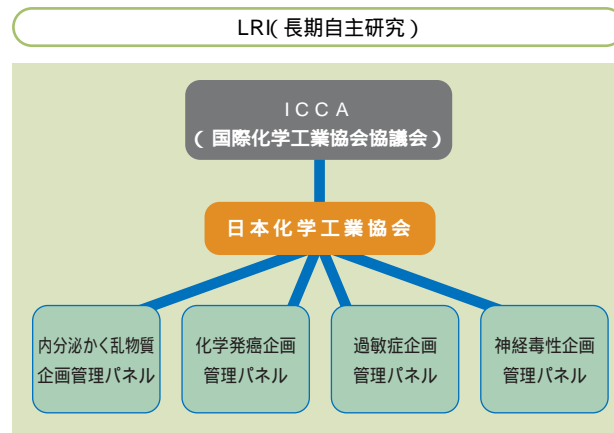 LRI(長期自主研究)
ICCA
(国際化学工業協会協議会)
日本化学工業協会
内分泌かく乱物質
企画管理パネル
化学発癌企画
管理パネル
過敏症企画
管理パネル
神経毒性企画
管理パネル